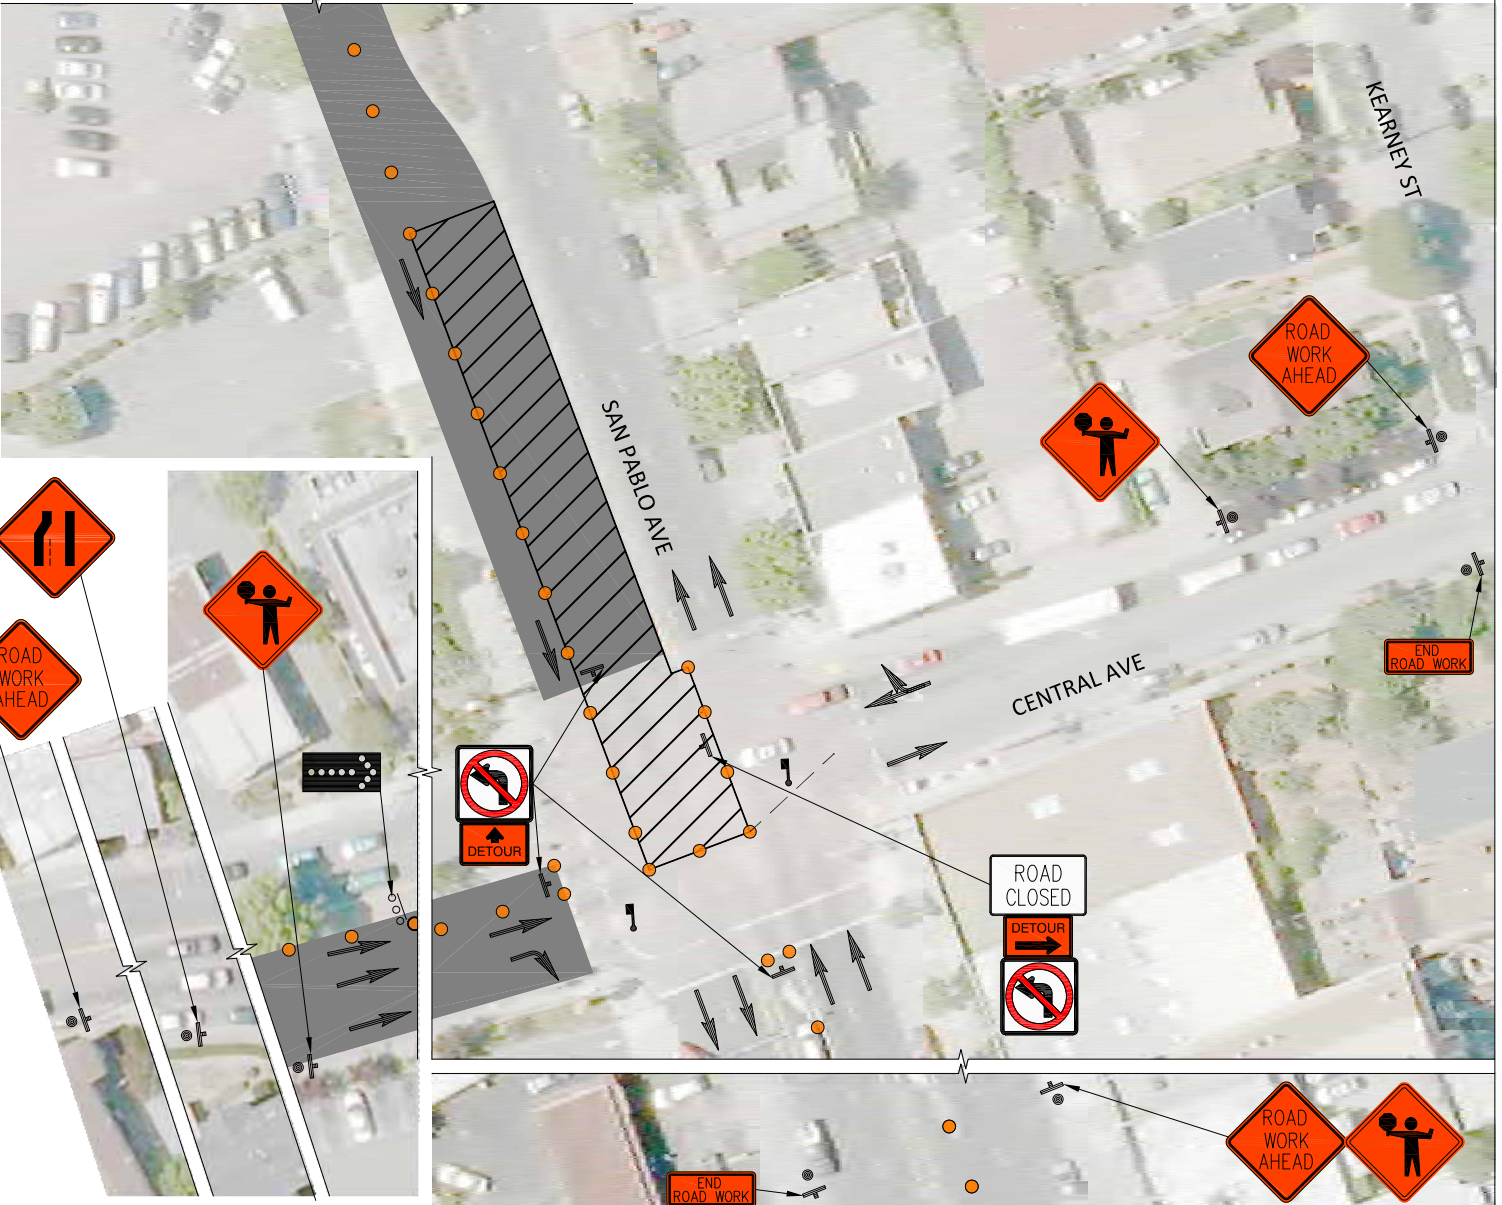 KEARNEY ST
ROAD
WORK
AHEAD
SAN PABLO AVE
END
ROAD WORK
ROAD
WORK
AHEAD
CENTRAL AVE
DETOUR
ROAD
CLOSED
DETOUR
ROAD
WORK
AHEAD
END
ROAD WORK